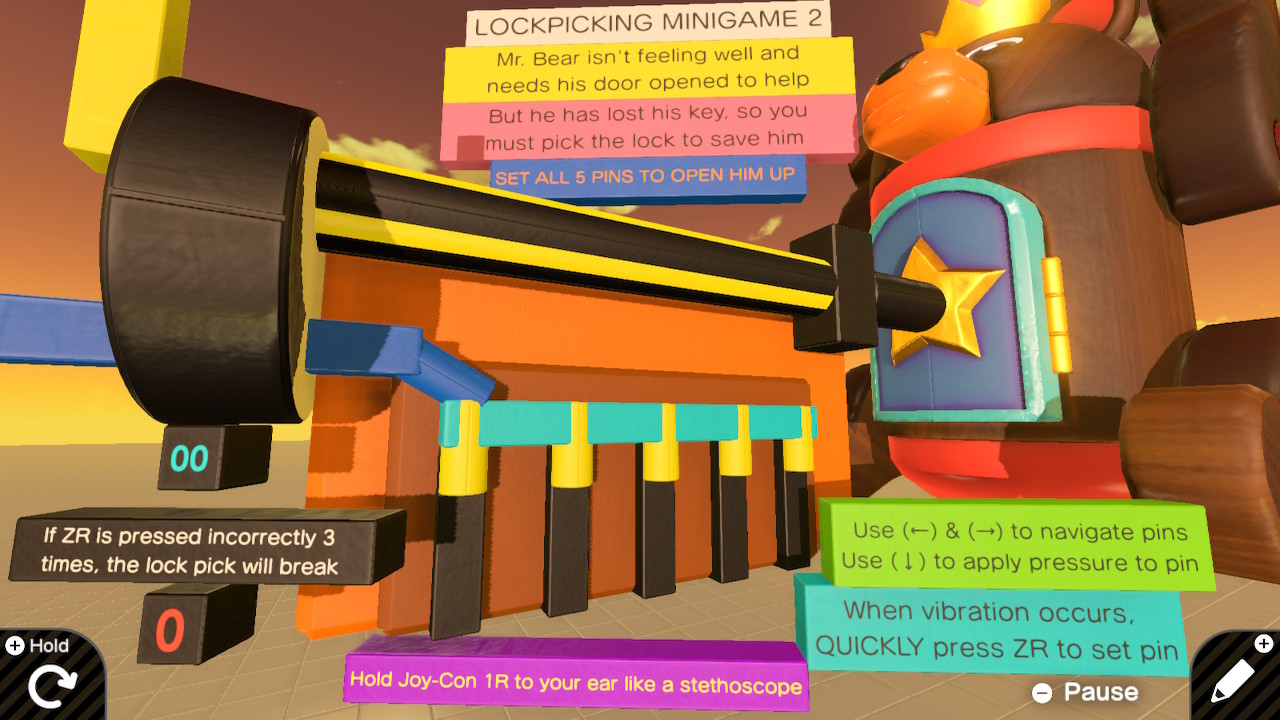 LOCKPICKING MINIGAME 2
Mr. Bear isn't feeling well and
needs his door opened to help
But he has lost his key, so you
must pick the lock to save him
SET ALL 5 PINS TO OPEN HIM UP
00
If ZR is pressed incorrectly 3
times, the lock pick will break
0
Use (←) & (→) to navigate pins
Use (↓) to apply pressure to pin
When vibration occurs,
QUICKLY press ZR to set pin
Hold Joy-Con 1R to your ear like a stethoscope
Hold
Pause